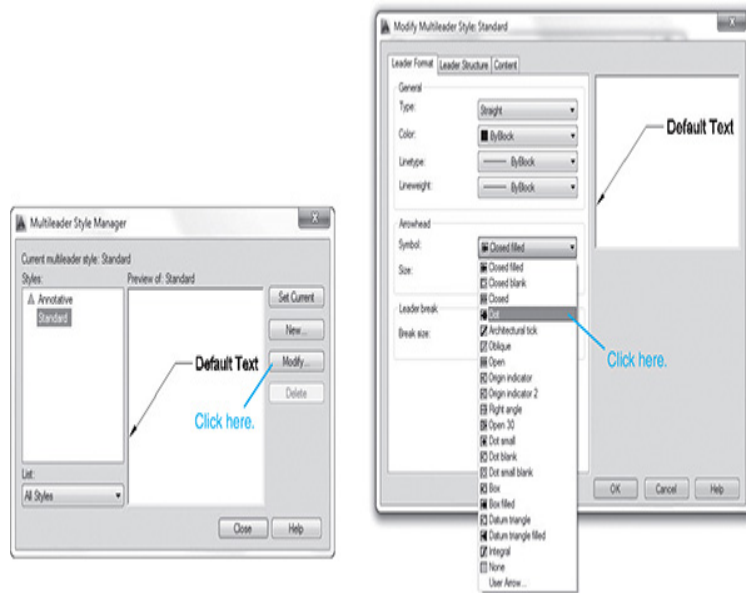 Multileader Style Manager
X
Current multileader style: Standard
Styles:
Annotative
Standard
Preview of: Standard
Default Text
Set Current
New...
Modify...
Delete
Click here.
List:
All Styles
Close
Help
Modify Multileader Style: Standard
X
Leader Format
Leader Structure
Content
General
Type:
Straight
Color:
ByBlock
Linetype:
ByBlock
Lineweight:
ByBlock
Arrowhead
Symbol:
Closed filled
Size:
Leader break
Break size:
Closed filled
Closed blank
Closed
Dot
Architectural tick
Oblique
Open
Origin indicator
Origin indicator 2
Right angle
Open 30
Dot small
Dot blank
Dot small blank
Box
Box filled
Datum triangle
Datum triangle filled
Integral
None
User Arrow...
Default Text
Click here.
OK
Cancel
Help